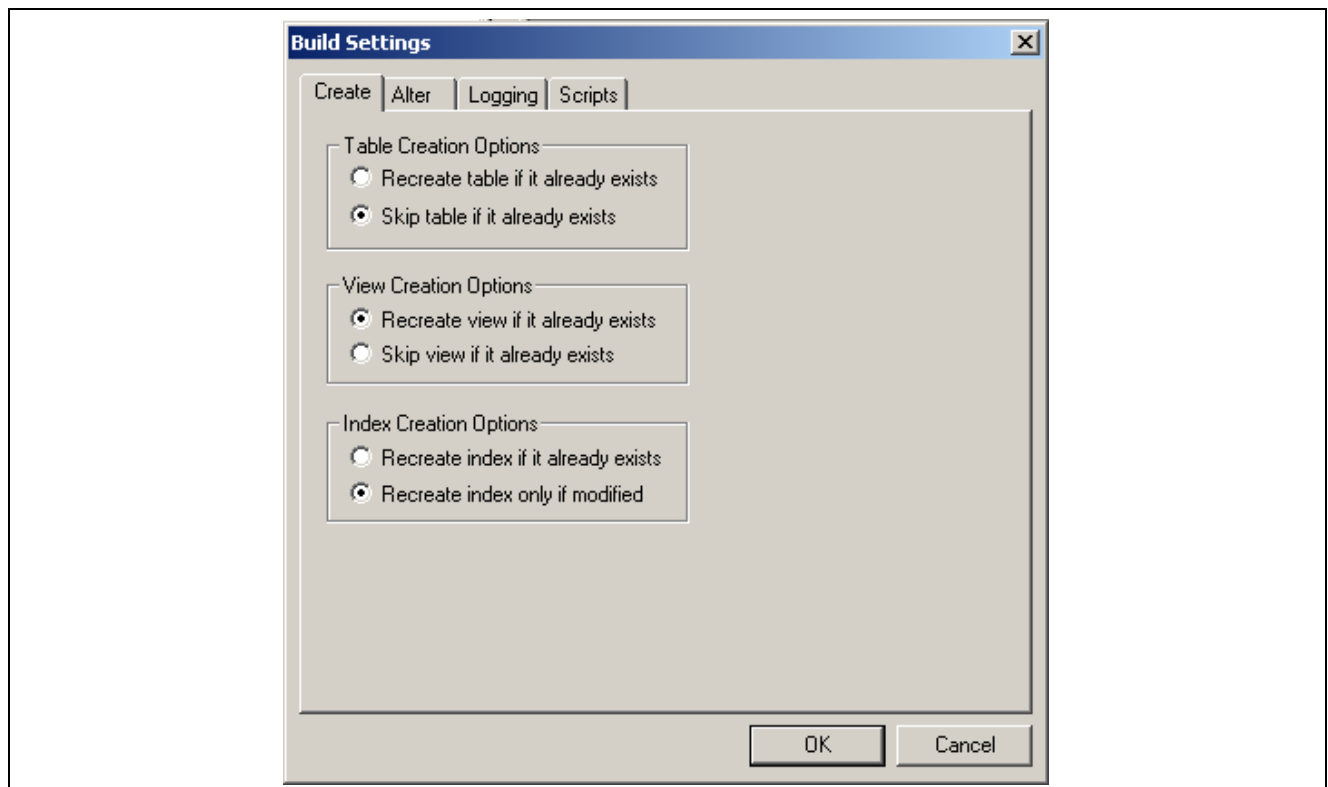 Build Settings
Create Alter Logging Scripts
Table Creation Options
Recreate table if it already exists
Skip table if it already exists
View Creation Options
Recreate view if it already exists
Skip view if it already exists
Index Creation Options
Recreate index if it already exists
Recreate index only if modified
OK Cancel